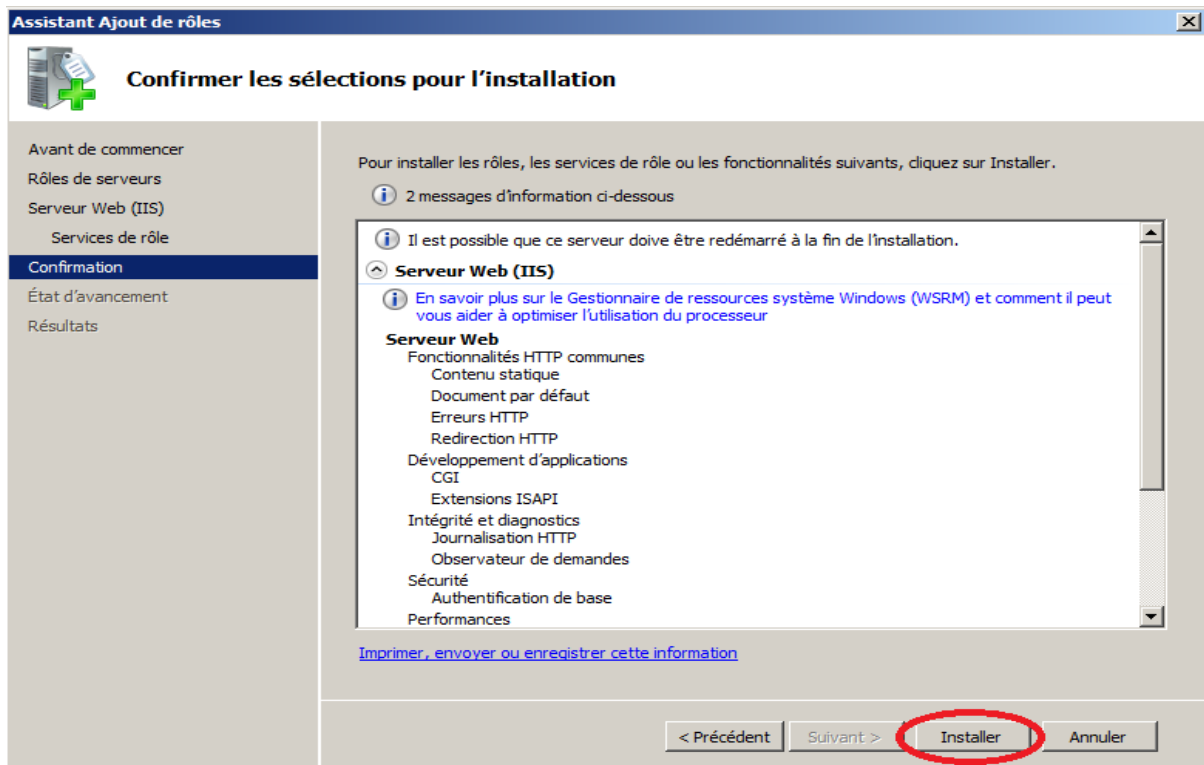 Assistant Ajout de rôles
Confirmer les sélections pour l'installation
Avant de commencer
Rôles de serveurs
Serveur Web (IIS)
Services de rôle
Confirmation
État d'avancement
Résultats
Pour installer les rôles, les services de rôle ou les fonctionnalités suivants, cliquez sur Installer.
2 messages d'information ci-dessous
Il est possible que ce serveur doive être redémarré à la fin de l'installation.
Serveur Web (IIS)
En savoir plus sur le Gestionnaire de ressources système Windows (WSRM) et comment il peut
vous aider à optimiser l'utilisation du processeur
Serveur Web
Fonctionnalités HTTP communes
Contenu statique
Document par défaut
Erreurs HTTP
Redirection HTTP
Développement d'applications
CGI
Extensions ISAPI
Intégrité et diagnostics
Journalisation HTTP
Observateur de demandes
Sécurité
Authentification de base
Performances
Imprimer, envoyer ou enregistrer cette information
< Précédent
Suivant >
Installer
Annuler